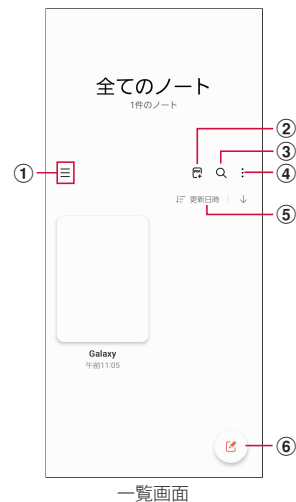 全てのノート
1件のノート
②
③
①
④
PDF
更新日時
⑤
Galaxy
午前11:05
⑥
一覧画面